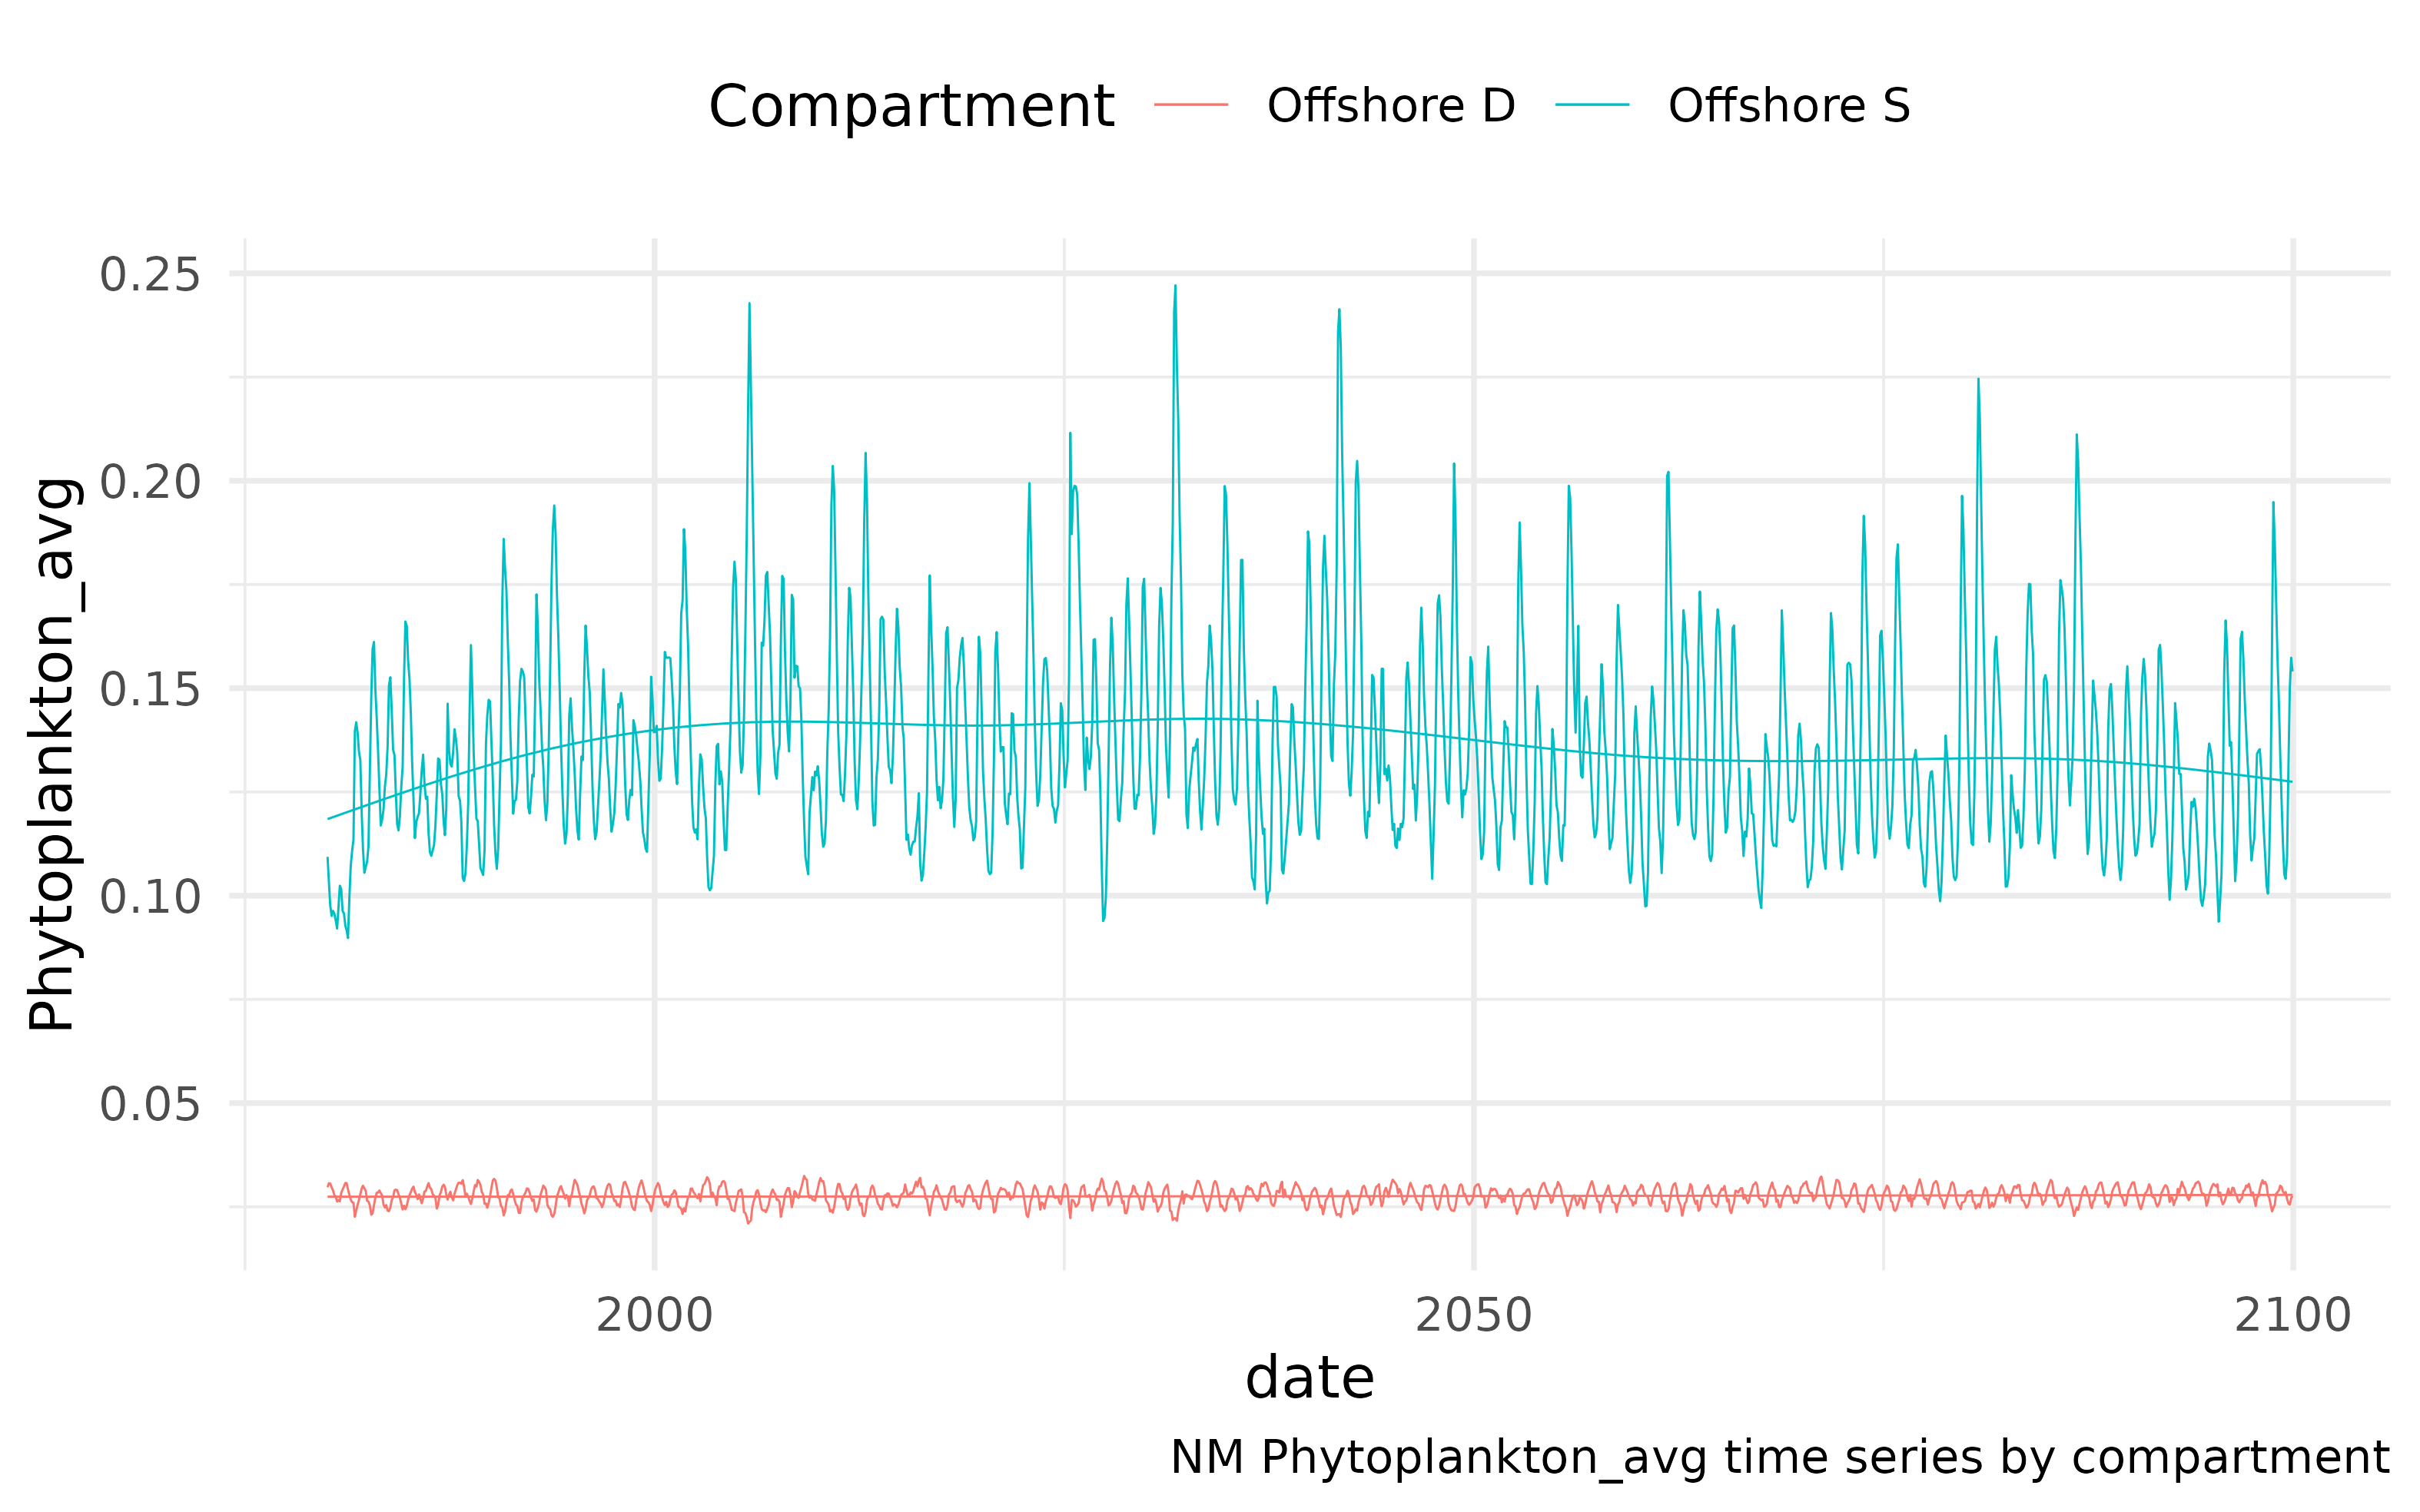 Compartment Offshore D Offshore S
0.25
0.20
0.15
0.10
0.05
Phytoplankton_avg
2000 2050 2100
date
NM Phytoplankton_avg time series by compartment